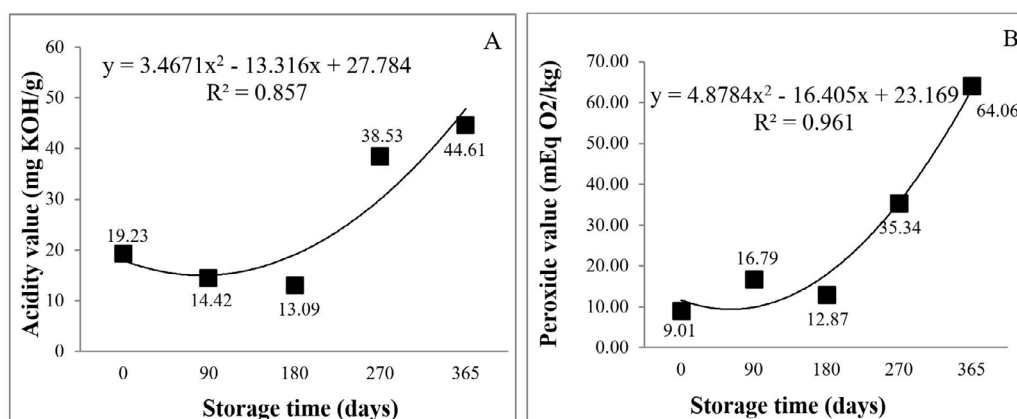 A
Acidity value (mg KOH/g)
60
50
40
30
20
10
0
y = 3.4671x² - 13.316x + 27.784
R² = 0.857
19.23
14.42
13.09
38.53
44.61
0 90 180 270 365
Storage time (days)
B
Peroxide value (mEq O2/kg)
70.00
60.00
50.00
40.00
30.00
20.00
10.00
0.00
y = 4.8784x² - 16.405x + 23.169
R² = 0.961
9.01
16.79
12.87
35.34
64.06
0 90 180 270 365
Storage time (days)